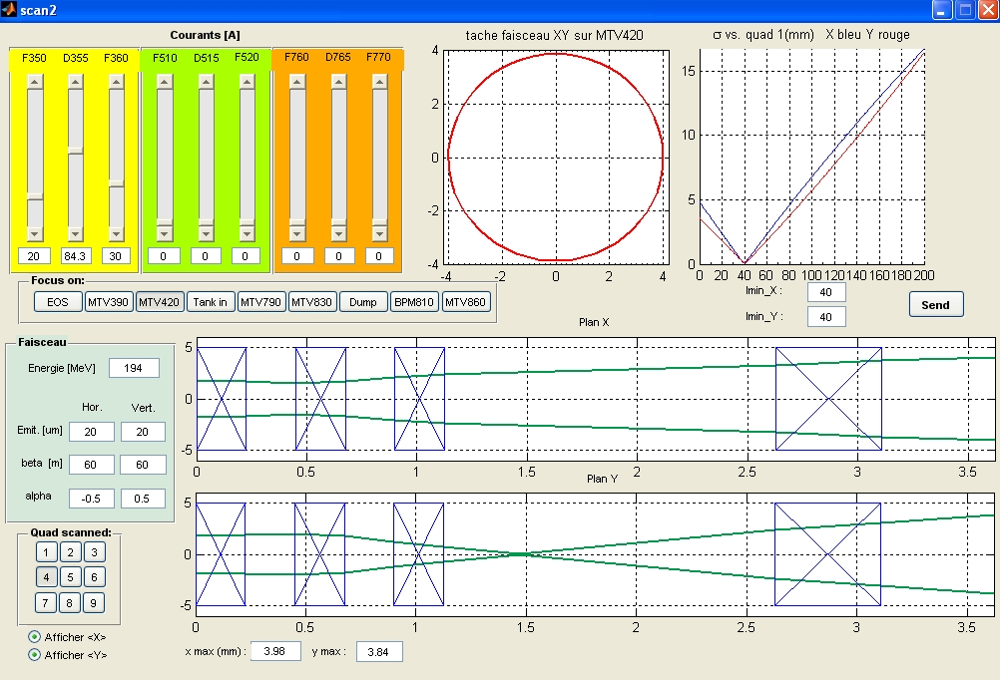 scan2
Courants [A]
F350 D355 F360 F510 D515 F520 F760 D765 F770
20 84.3 30 0 0 0 0 0 0
tache faisceau XY sur MTV420
4
2
0
-2
-4
-4 -2 0 2 4
σ vs. quad 1(mm) X bleu Y rouge
15
10
5
0
0 20 40 60 80 100 120 140 160 180 200
Imin_X : 40
Imin_Y : 40
Send
Focus on:
EOS MTV390 MTV420 Tank in MTV790 MTV830 Dump BPM810 MTV860
Faisceau
Energie [MeV] 194
Hor. Vert.
Emit. [um] 20 20
beta [m] 60 60
alpha -0.5 0.5
Quad scanned:
1 2 3
4 5 6
7 8 9
Afficher <X>
Afficher <Y>
Plan X
5
0
-5
0 0.5 1 1.5 2 2.5 3 3.5
Plan Y
5
0
-5
0 0.5 1 1.5 2 2.5 3 3.5
x max (mm) : 3.98 y max : 3.84